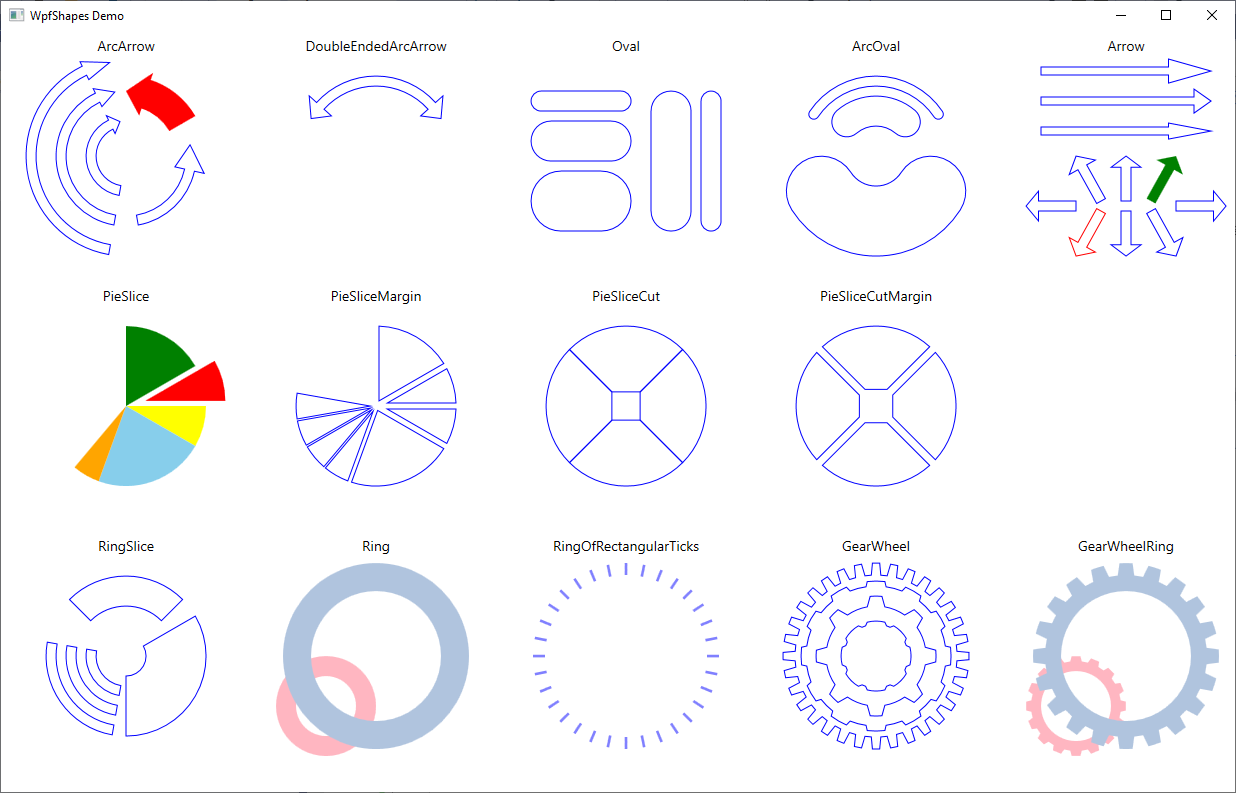 WpfShapes Demo
ArcArrow DoubleEndedArcArrow Oval ArcOval Arrow
PieSlice PieSliceMargin PieSliceCut PieSliceCutMargin
RingSlice Ring RingOfRectangularTicks GearWheel GearWheelRing